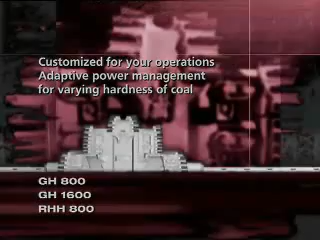 Customized for your operations
Adaptive power management
for varying hardness of coal
GH 800
GH 1600
RHH 800